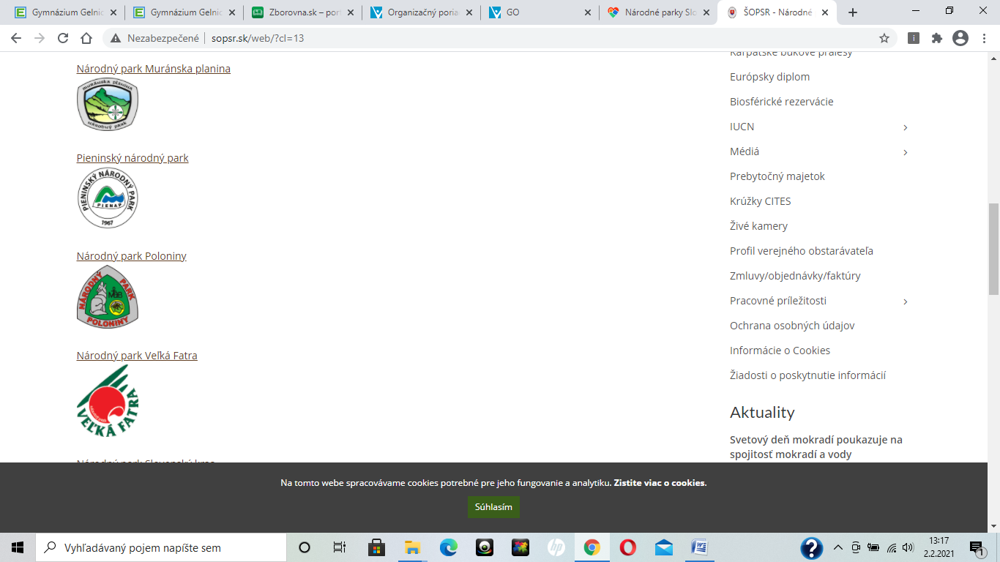 Gymnázium Gelnic
Gymnázium Gelnic
Zborovna.sk – por
Organizačný poria
GO
Národné parky Slo
ŠOPSR - Národné
Nezabezpečené
sopsr.sk/web/?cl=13
Národný park Muránska planina
MURÁNSKA PLANINA
NÁRODNÝ PARK
Pieninský národný park
PIENINSKÝ NÁRODNÝ PARK
PIENAP
1967
Národný park Poloniny
NÁRODNÝ PARK
POLONINY
Národný park Veľká Fatra
VEĽKÁ FATRA
Národný park Slovenský kras
Karpatské bukové pralesy
Európsky diplom
Biosférické rezervácie
IUCN
Médiá
Prebytočný majetok
Krúžky CITES
Živé kamery
Profil verejného obstarávateľa
Zmluvy/objednávky/faktúry
Pracovné príležitosti
Ochrana osobných údajov
Informácie o Cookies
Žiadosti o poskytnutie informácií
Aktuality
Svetový deň mokradí poukazuje na
spojitosť mokradí a vody
Na tomto webe spracovávame cookies potrebné pre jeho fungovanie a analytiku. Zistite viac o cookies.
Súhlasím
Vyhľadávaný pojem napíšte sem
13:17
2.2.2021
1